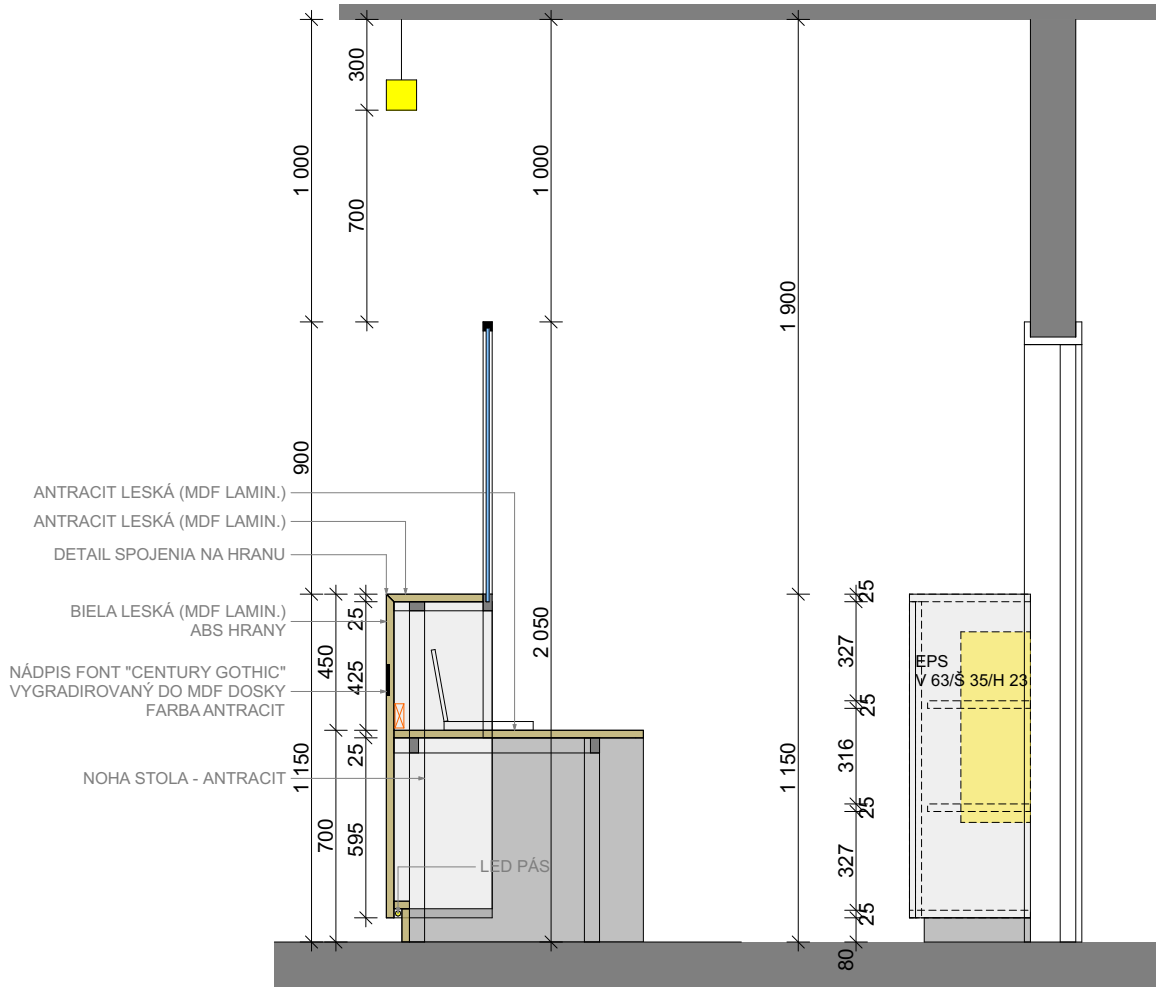 300
1 000
1 000
700
1 900
900
ANTRACIT LESKÁ (MDF LAMIN.)
ANTRACIT LESKÁ (MDF LAMIN.)
DETAIL SPOJENIA NA HRANU
BIELA LESKÁ (MDF LAMIN.)
ABS HRANY
NÁDPIS FONT "CENTURY GOTHIC"
VYGRADIROVANÝ DO MDF DOSKY
FARBA ANTRACIT
NOHA STOLA - ANTRACIT
LED PÁS
1 150
450
700
25
425
25
595
2 050
1 150
25
327
25
316
25
327
25
80
EPS
V 63/Š 35/H 23